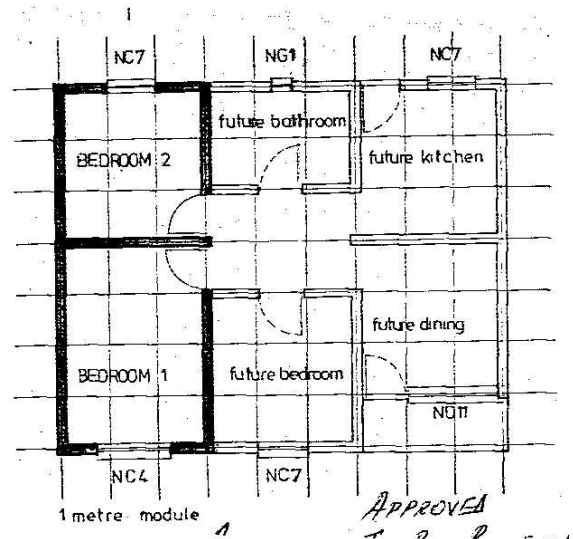 NC7 NG1 NC7
future bathroom
BEDROOM 2
future kitchen
future dining
BEDROOM 1
future bedroom
NO11
NC4
NC7
1 metre module
APPROVED